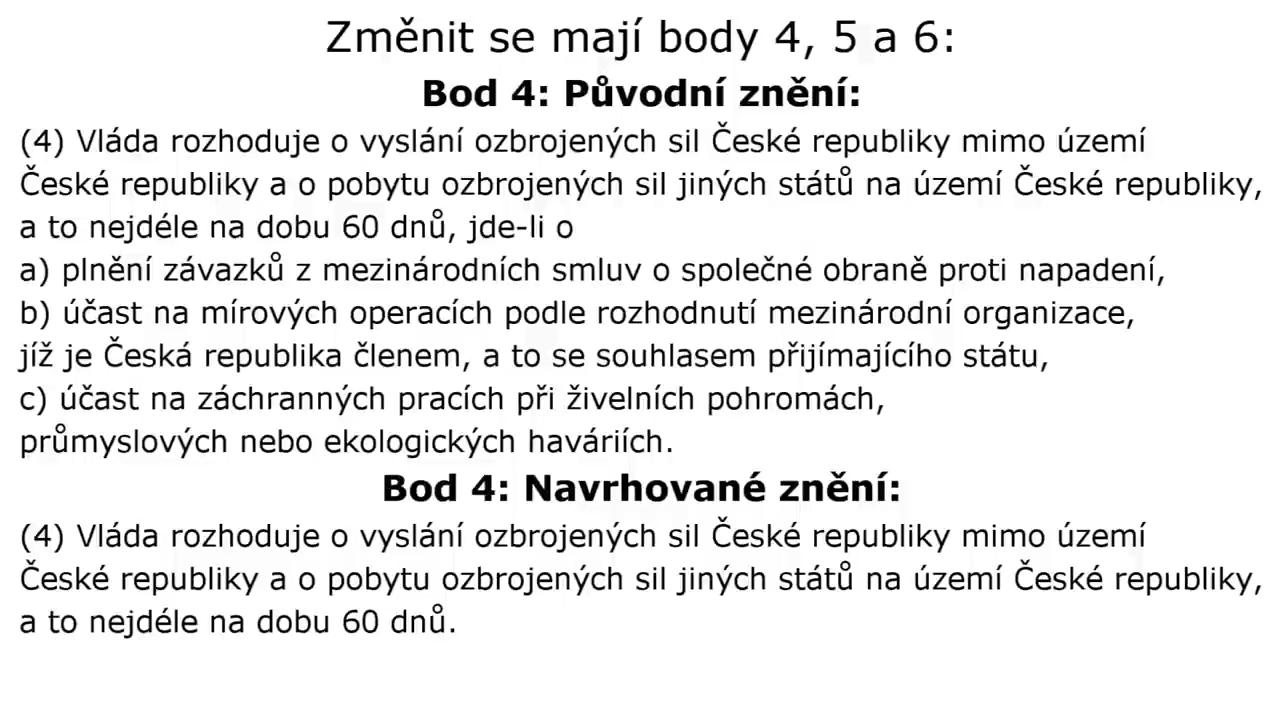 Změnit se mají body 4, 5 a 6:
Bod 4: Původní znění:
(4) Vláda rozhoduje o vyslání ozbrojených sil České republiky mimo území
České republiky a o pobytu ozbrojených sil jiných států na území České republiky,
a to nejdéle na dobu 60 dnů, jde-li o
a) plnění závazků z mezinárodních smluv o společné obraně proti napadení,
b) účast na mírových operacích podle rozhodnutí mezinárodní organizace,
jíž je Česká republika členem, a to se souhlasem přijímajícího státu,
c) účast na záchranných pracích při živelních pohromách,
průmyslových nebo ekologických haváriích.
Bod 4: Navrhované znění:
(4) Vláda rozhoduje o vyslání ozbrojených sil České republiky mimo území
České republiky a o pobytu ozbrojených sil jiných států na území České republiky,
a to nejdéle na dobu 60 dnů.